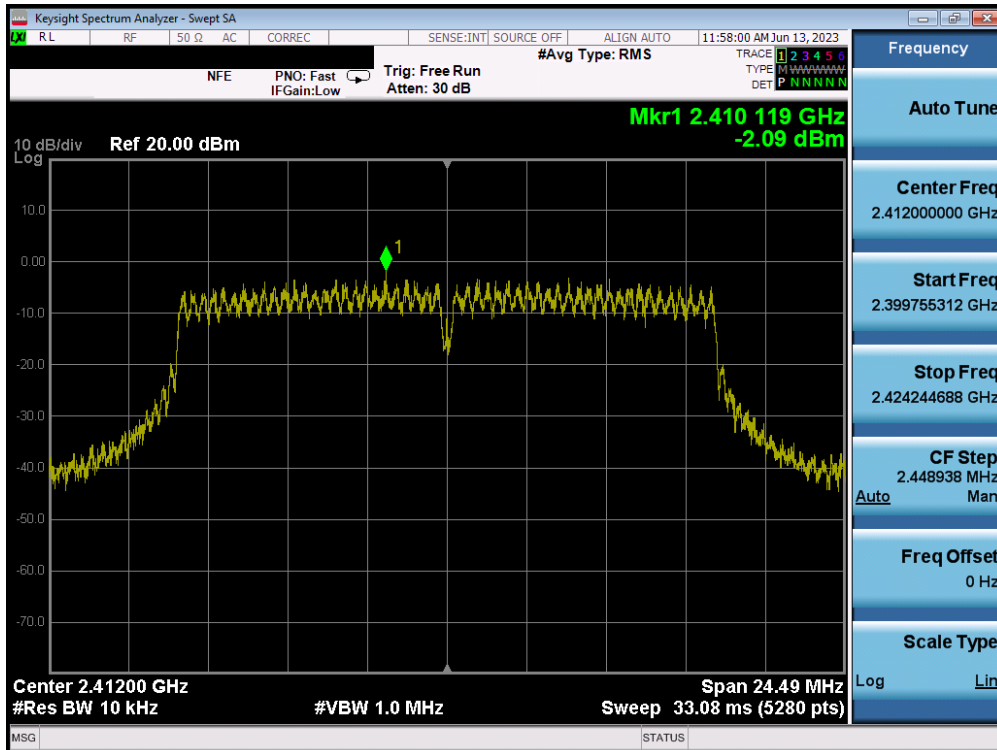 Keysight Spectrum Analyzer - Swept SA
LXI RL RF 50 Ω AC CORREC SENSE:INT SOURCE OFF ALIGN AUTO 11:58:00 AM Jun 13, 2023
#Avg Type: RMS
TRACE 1 2 3 4 5 6
TYPE M WWWWW
DET P N N N N N
NFE
PNO: Fast
IFGain:Low
Trig: Free Run
Atten: 30 dB
Mkr1 2.410 119 GHz
-2.09 dBm
10 dB/div
Log
Ref 20.00 dBm
10.0
0.00
-10.0
-20.0
-30.0
-40.0
-50.0
-60.0
-70.0
1
Center 2.41200 GHz
Span 24.49 MHz
#Res BW 10 kHz
#VBW 1.0 MHz
Sweep 33.08 ms (5280 pts)
MSG
STATUS
Frequency
Auto Tune
Center Freq
2.412000000 GHz
Start Freq
2.399755312 GHz
Stop Freq
2.424244688 GHz
CF Step
2.448938 MHz
Auto Man
Freq Offset
0 Hz
Scale Type
Log Lin